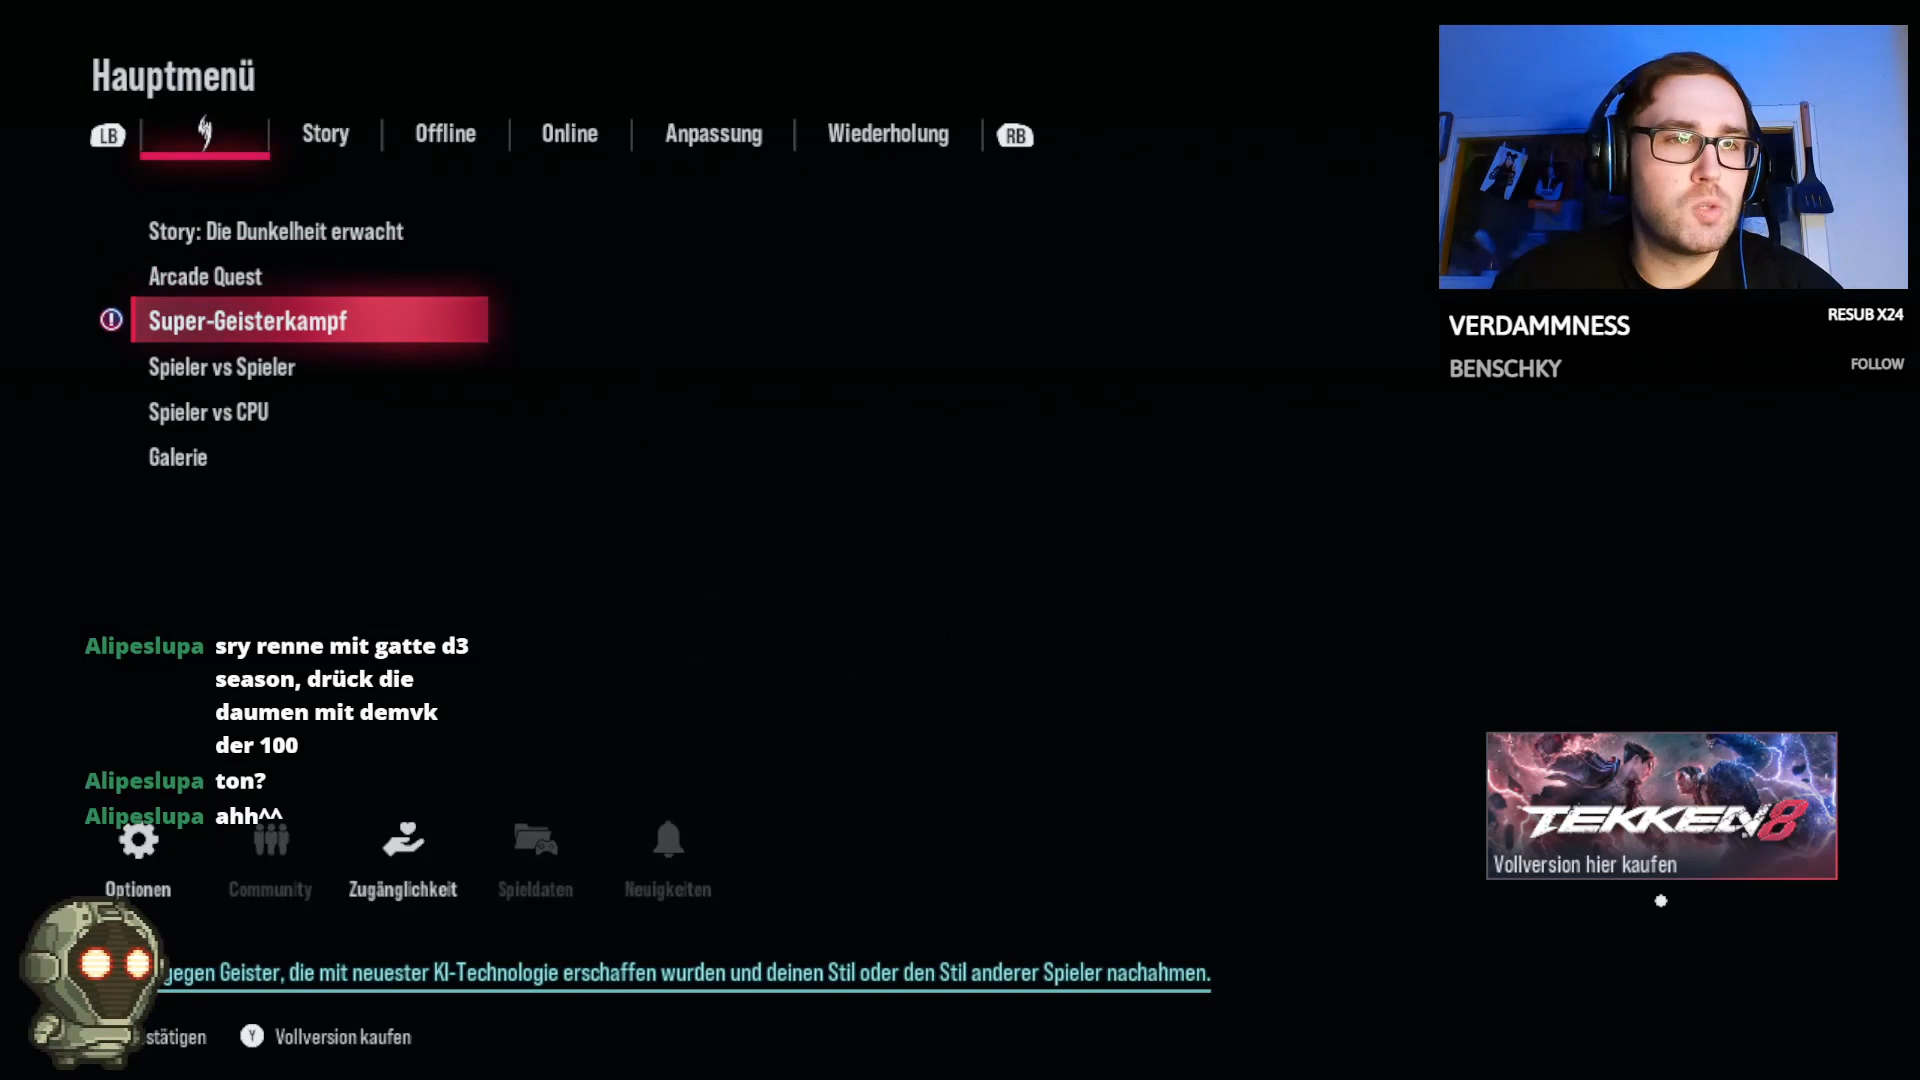 Hauptmenü
LB
Story
Offline
Online
Anpassung
Wiederholung
RB
Story: Die Dunkelheit erwacht
Arcade Quest
Super-Geisterkampf
Spieler vs Spieler
Spieler vs CPU
Galerie
VERDAMMNESS
RESUB X24
BENSCHKY
FOLLOW
Alipeslupa sry renne mit gatte d3
season, drück die
daumen mit demvk
der 100
Alipeslupa ton?
Alipeslupa ahh^^
Optionen
Community
Zugänglichkeit
Spieldaten
Neuigkeiten
TEKKEN 8
Vollversion hier kaufen
gegen Geister, die mit neuester KI-Technologie erschaffen wurden und deinen Stil oder den Stil anderer Spieler nachahmen.
stätigen
Y Vollversion kaufen